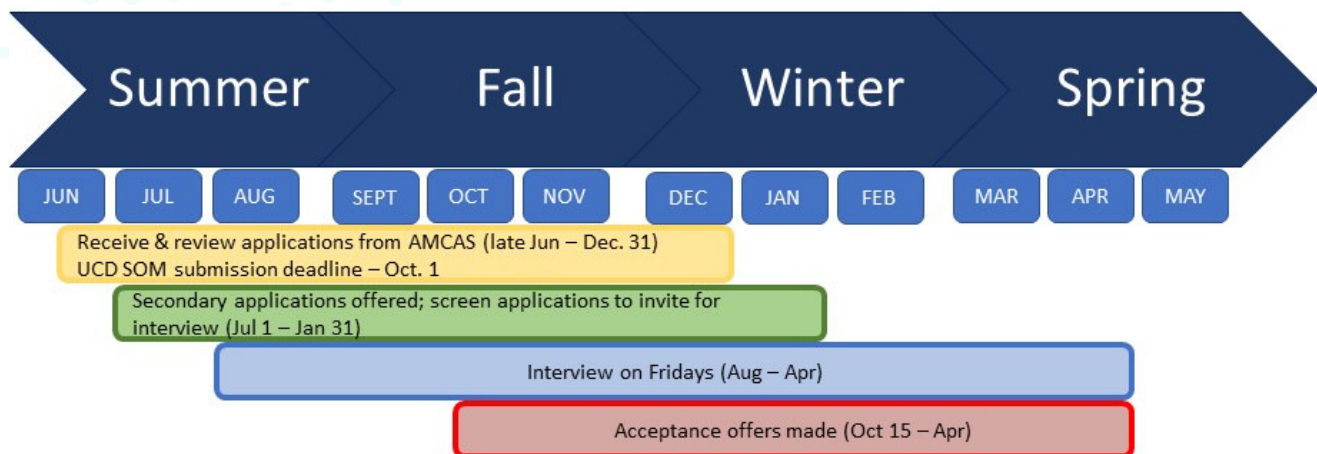 Summer Fall Winter Spring
JUN JUL AUG SEPT OCT NOV DEC JAN FEB MAR APR MAY
Receive & review applications from AMCAS (late Jun – Dec. 31)
UCD SOM submission deadline – Oct. 1
Secondary applications offered; screen applications to invite for
interview (Jul 1 – Jan 31)
Interview on Fridays (Aug – Apr)
Acceptance offers made (Oct 15 – Apr)